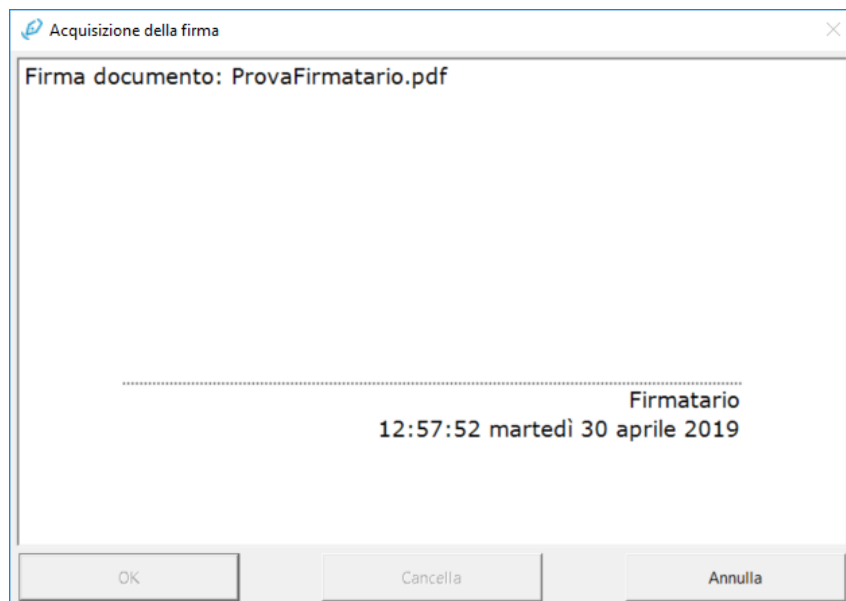 Acquisizione della firma
Firma documento: ProvaFirmatario.pdf
Firmatario
12:57:52 martedì 30 aprile 2019
OK Cancella Annulla